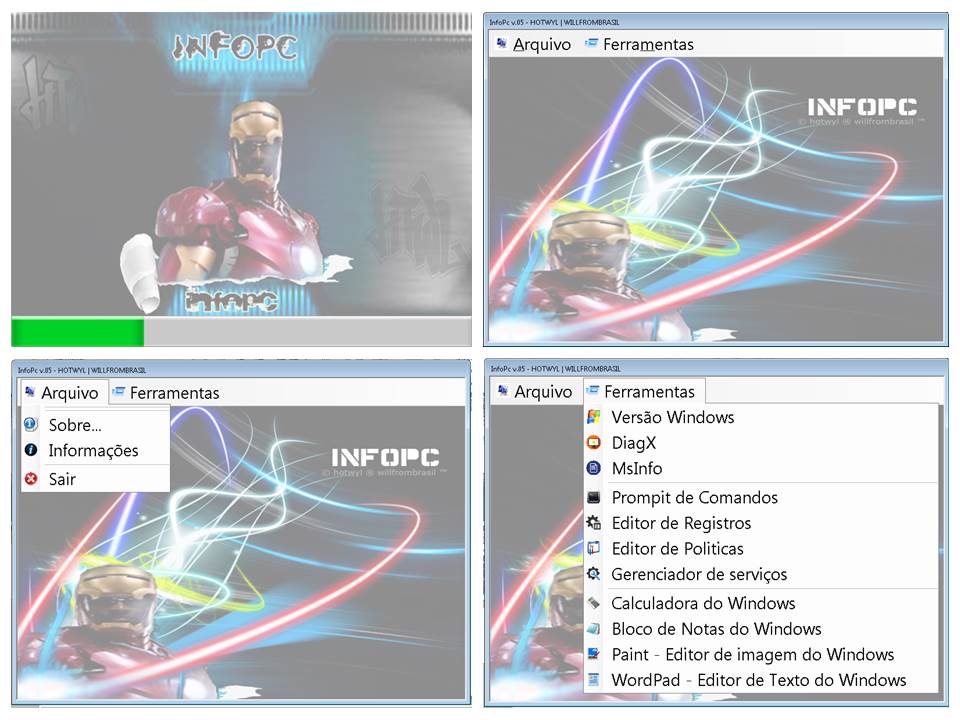 INFOPC
INFOPC
InfoPc v.05 - HOTWYL | WILLFROMBRASIL
Arquivo Ferramentas
INFOPC
© hotwyl ® willfrombrasil ™
InfoPc v.05 - HOTWYL | WILLFROMBRASIL
Arquivo Ferramentas
Sobre...
Informações
Sair
INFOPC
© hotwyl ® willfrombrasil ™
InfoPc v.05 - HOTWYL | WILLFROMBRASIL
Arquivo Ferramentas
Versão Windows
DiagX
MsInfo
Prompit de Comandos
Editor de Registros
Editor de Politicas
Gerenciador de serviços
Calculadora do Windows
Bloco de Notas do Windows
Paint - Editor de imagem do Windows
WordPad - Editor de Texto do Windows